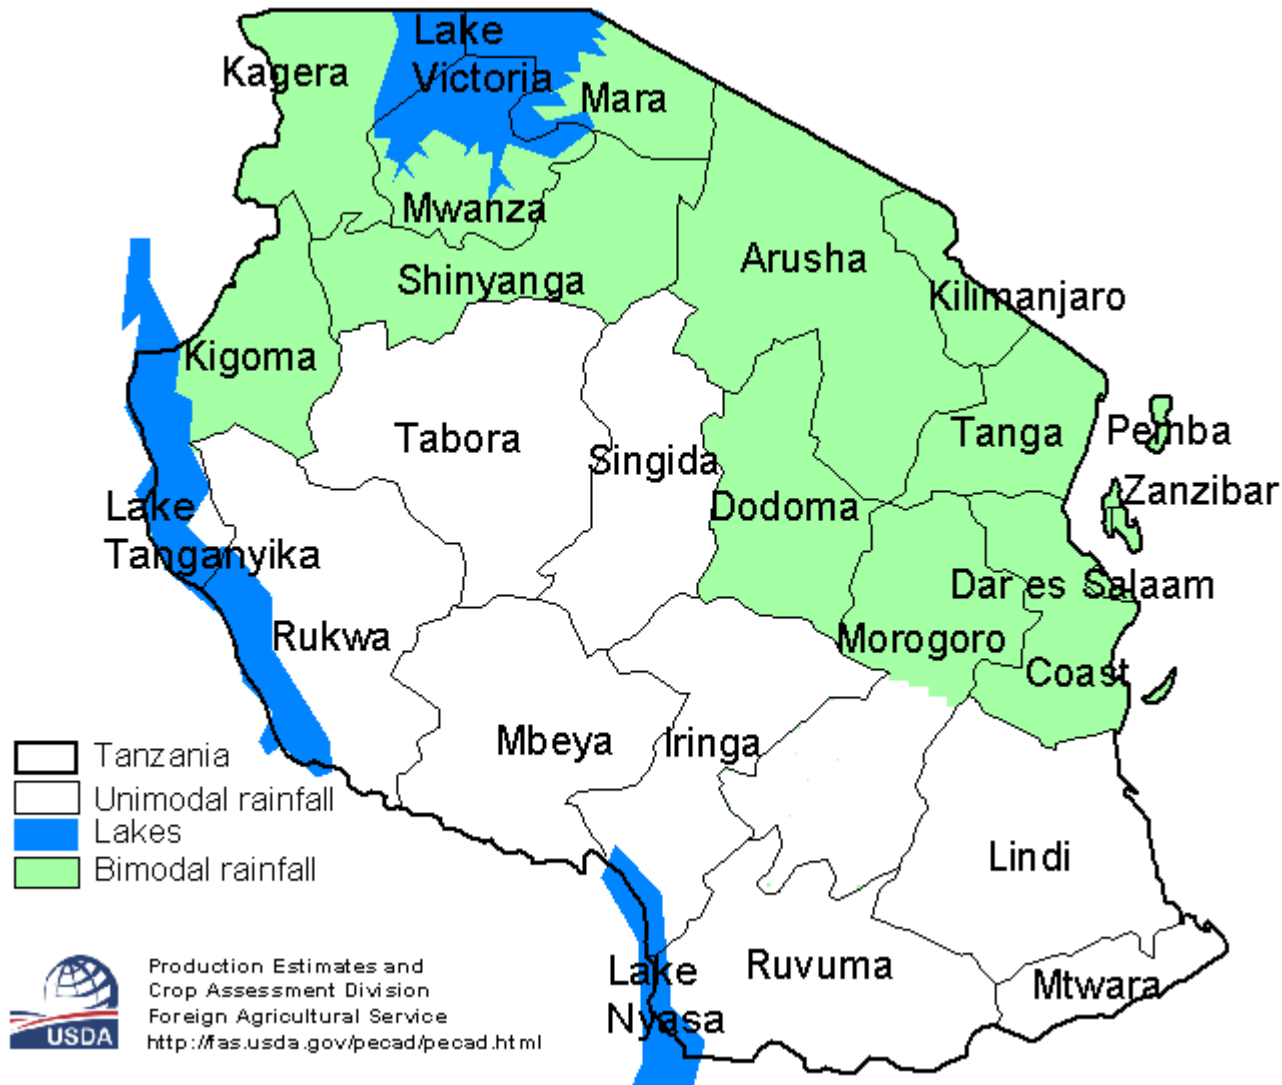 Lake
Victoria
Kagera
Mara
Mwanza
Shinyanga
Arusha
Kilimanjaro
Kigoma
Tabora
Singida
Tanga
Pemba
Zanzibar
Dodoma
Lake
Tanganyika
Dar es Salaam
Rukwa
Morogoro
Coast
Mbeya
Iringa
Lindi
Ruvuma
Mtwara
Lake
Nyasa
Tanzania
Unimodal rainfall
Lakes
Bimodal rainfall
USDA
Production Estimates and
Crop Assessment Division
Foreign Agricultural Service
http://fas.usda.gov/pecad/pecad.html